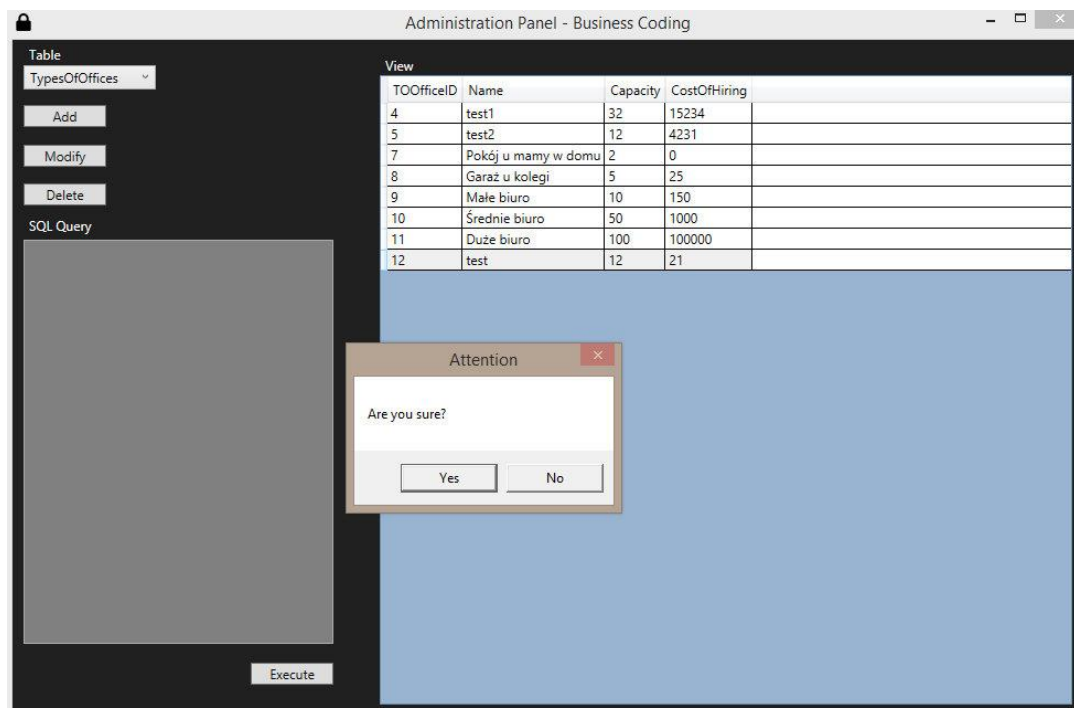 Administration Panel - Business Coding
Table
TypesOfOffices
Add
Modify
Delete
SQL Query
Execute
View
TOOfficeID Name Capacity CostOfHiring
4 test1 32 15234
5 test2 12 4231
7 Pokój u mamy w domu 2 0
8 Garaż u kolegi 5 25
9 Małe biuro 10 150
10 Średnie biuro 50 1000
11 Duże biuro 100 100000
12 test 12 21
Attention
Are you sure?
Yes No